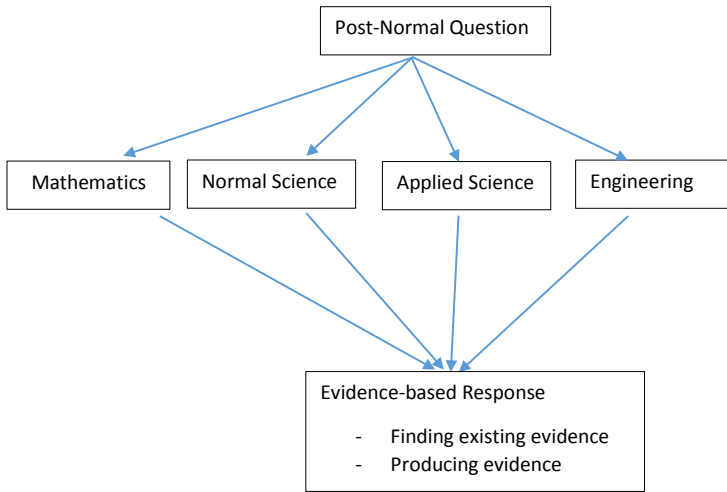 Post-Normal Question
Mathematics
Normal Science
Applied Science
Engineering
Evidence-based Response
- Finding existing evidence
- Producing evidence